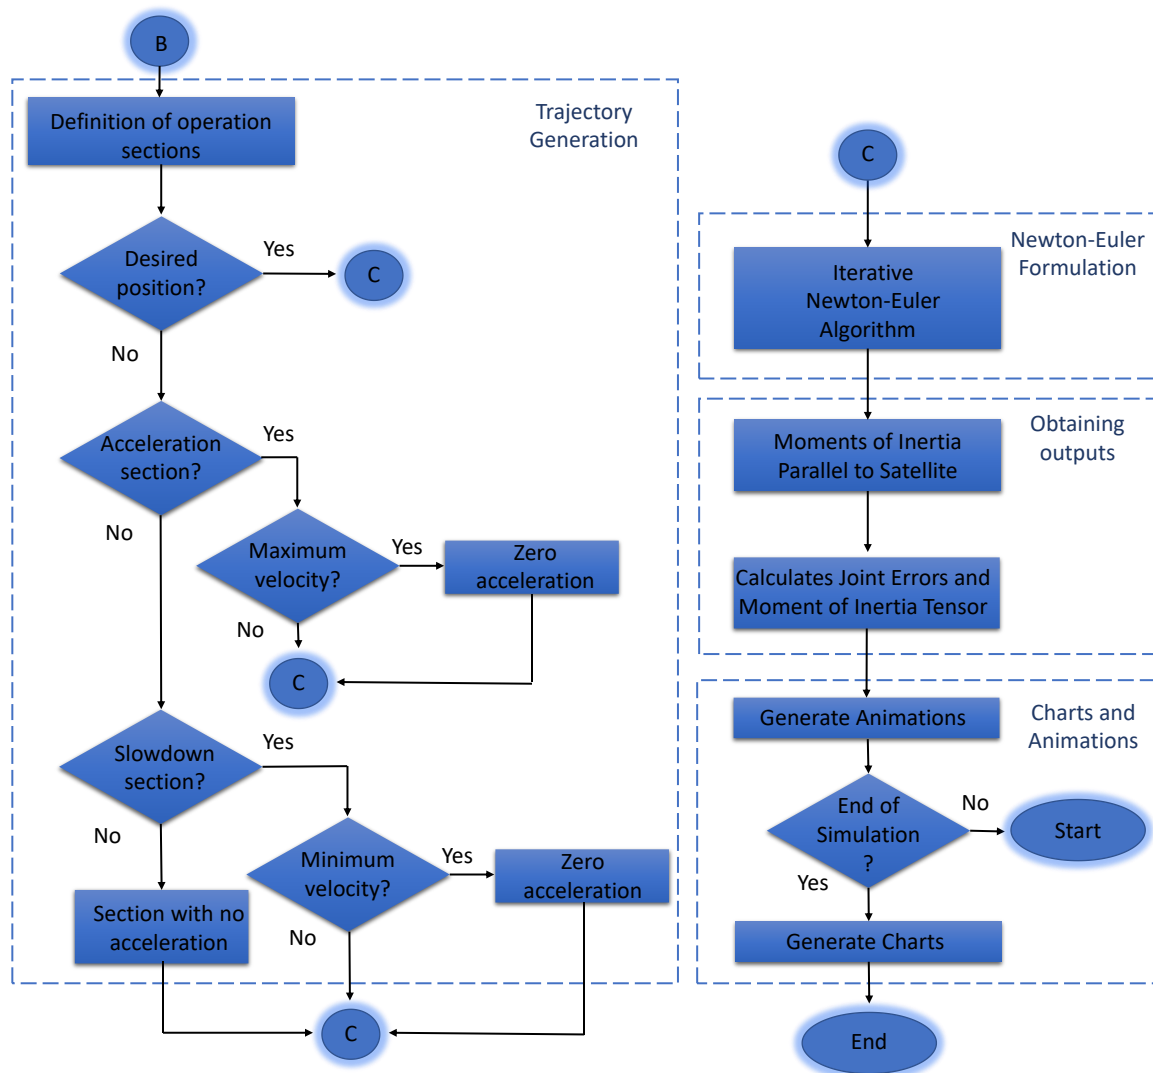 B
Trajectory
Generation
Definition of operation
sections
Desired
position?
Yes
C
No
Acceleration
section?
Yes
No
Maximum
velocity?
Yes
Zero
acceleration
No
C
Slowdown
section?
Yes
No
Minimum
velocity?
Yes
Zero
acceleration
Section with no
acceleration
No
C
C
Newton-Euler
Formulation
Iterative
Newton-Euler
Algorithm
Obtaining
outputs
Moments of Inertia
Parallel to Satellite
Calculates Joint Errors and
Moment of Inertia Tensor
Charts and
Animations
Generate Animations
End of
Simulation
?
No
Start
Yes
Generate Charts
End